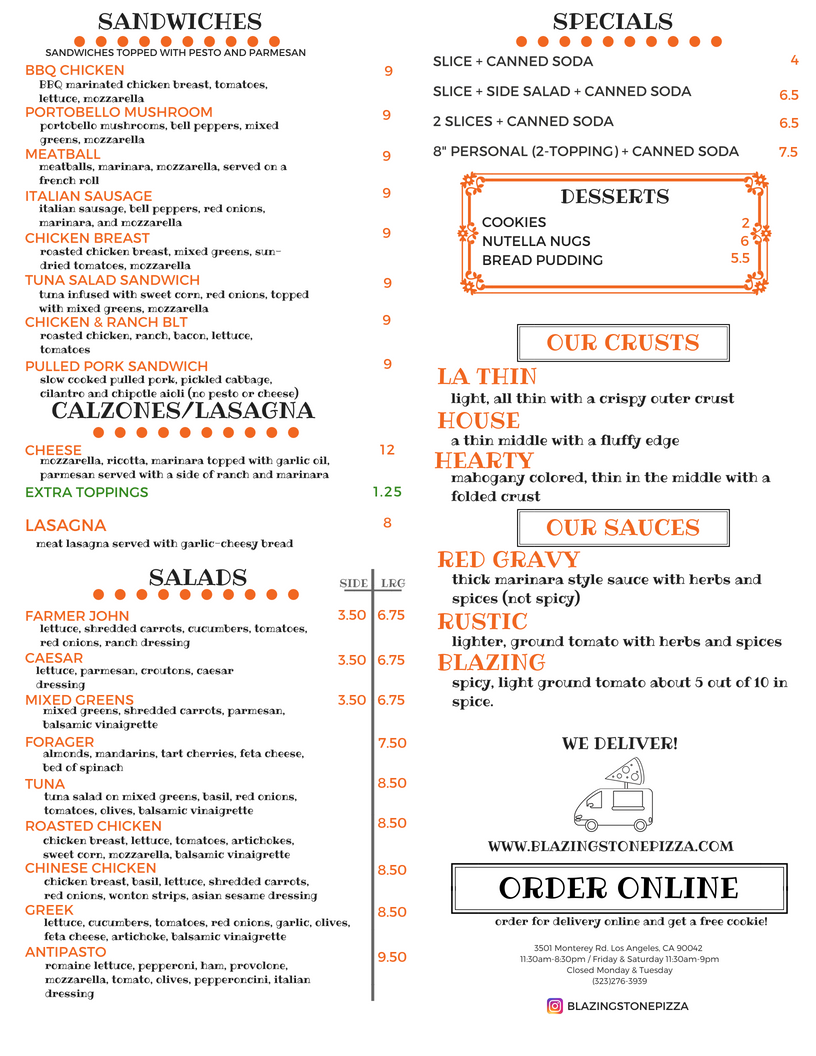 SANDWICHES
SANDWICHES TOPPED WITH PESTO AND PARMESAN
BBQ CHICKEN 9
BBQ marinated chicken breast, tomatoes,
lettuce, mozzarella
PORTOBELLO MUSHROOM 9
portobello mushrooms, bell peppers, mixed
greens, mozzarella
MEATBALL 9
meatballs, marinara, mozzarella, served on a
french roll
ITALIAN SAUSAGE 9
italian sausage, bell peppers, red onions,
marinara, and mozzarella
CHICKEN BREAST 9
roasted chicken breast, mixed greens, sun-
dried tomatoes, mozzarella
TUNA SALAD SANDWICH 9
tuna infused with sweet corn, red onions, topped
with mixed greens, mozzarella
CHICKEN & RANCH BLT 9
roasted chicken, ranch, bacon, lettuce,
tomatoes
PULLED PORK SANDWICH 9
slow cooked pulled pork, pickled cabbage,
cilantro and chipotle aioli (no pesto or cheese)
CALZONES/LASAGNA
CHEESE 12
mozzarella, ricotta, marinara topped with garlic oil,
parmesan served with a side of ranch and marinara
EXTRA TOPPINGS 1.25
LASAGNA 8
meat lasagna served with garlic-cheesy bread
SALADS
SIDE LRG
FARMER JOHN 3.50 6.75
lettuce, shredded carrots, cucumbers, tomatoes,
red onions, ranch dressing
CAESAR 3.50 6.75
lettuce, parmesan, croutons, caesar
dressing
MIXED GREENS 3.50 6.75
mixed greens, shredded carrots, parmesan,
balsamic vinaigrette
FORAGER 7.50
almonds, mandarins, tart cherries, feta cheese,
bed of spinach
TUNA 8.50
tuna salad on mixed greens, basil, red onions,
tomatoes, olives, balsamic vinaigrette
ROASTED CHICKEN 8.50
chicken breast, lettuce, tomatoes, artichokes,
sweet corn, mozzarella, balsamic vinaigrette
CHINESE CHICKEN 8.50
chicken breast, basil, lettuce, shredded carrots,
red onions, wonton strips, asian sesame dressing
GREEK 8.50
lettuce, cucumbers, tomatoes, red onions, garlic, olives,
feta cheese, artichoke, balsamic vinaigrette
ANTIPASTO 9.50
romaine lettuce, pepperoni, ham, provolone,
mozzarella, tomato, olives, pepperoncini, italian
dressing
SPECIALS
SLICE + CANNED SODA 4
SLICE + SIDE SALAD + CANNED SODA 6.5
2 SLICES + CANNED SODA 6.5
8" PERSONAL (2-TOPPING) + CANNED SODA 7.5
DESSERTS
COOKIES 2
NUTELLA NUGS 6
BREAD PUDDING 5.5
OUR CRUSTS
LA THIN
light, all thin with a crispy outer crust
HOUSE
a thin middle with a fluffy edge
HEARTY
mahogany colored, thin in the middle with a
folded crust
OUR SAUCES
RED GRAVY
thick marinara style sauce with herbs and
spices (not spicy)
RUSTIC
lighter, ground tomato with herbs and spices
BLAZING
spicy, light ground tomato about 5 out of 10 in
spice.
WE DELIVER!
WWW.BLAZINGSTONEPIZZA.COM
ORDER ONLINE
order for delivery online and get a free cookie!
3501 Monterey Rd. Los Angeles, CA 90042
11:30am-8:30pm / Friday & Saturday 11:30am-9pm
Closed Monday & Tuesday
(323)276-3939
BLAZINGSTONEPIZZA